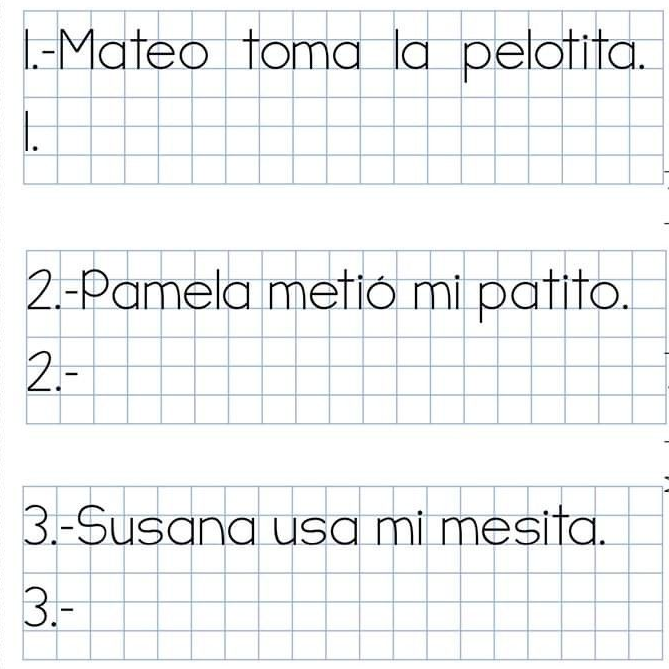 1.-Mateo toma la pelotita.
1.
2.-Pamela metió mi patito.
2.-
3.-Susana usa mi mesita.
3.-